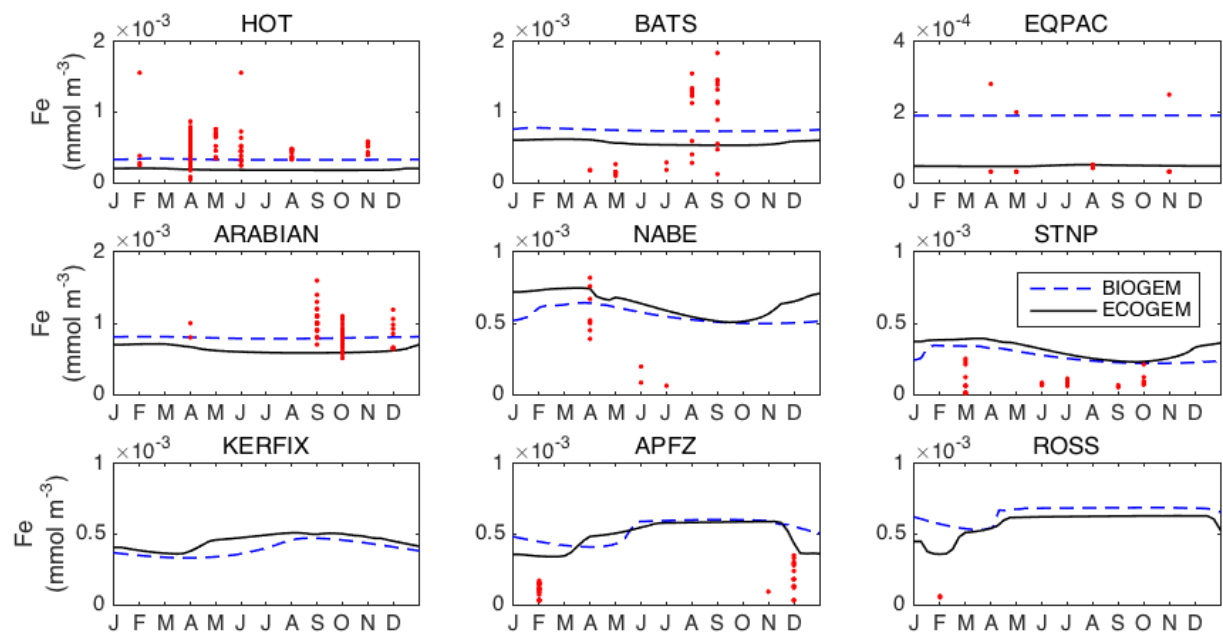 ×10⁻³ HOT
×10⁻³ BATS
×10⁻⁴ EQPAC
Fe
(mmol m⁻³)
2
1
0
2
1
0
4
2
0
J F M A M J J A S O N D
J F M A M J J A S O N D
J F M A M J J A S O N D
×10⁻³ ARABIAN
×10⁻³ NABE
×10⁻³ STNP
Fe
(mmol m⁻³)
2
1
0
1
0.5
0
1
0.5
0
BIOGEM
ECOGEM
J F M A M J J A S O N D
J F M A M J J A S O N D
J F M A M J J A S O N D
×10⁻³ KERFIX
×10⁻³ APFZ
×10⁻³ ROSS
Fe
(mmol m⁻³)
1
0.5
0
1
0.5
0
1
0.5
0
J F M A M J J A S O N D
J F M A M J J A S O N D
J F M A M J J A S O N D